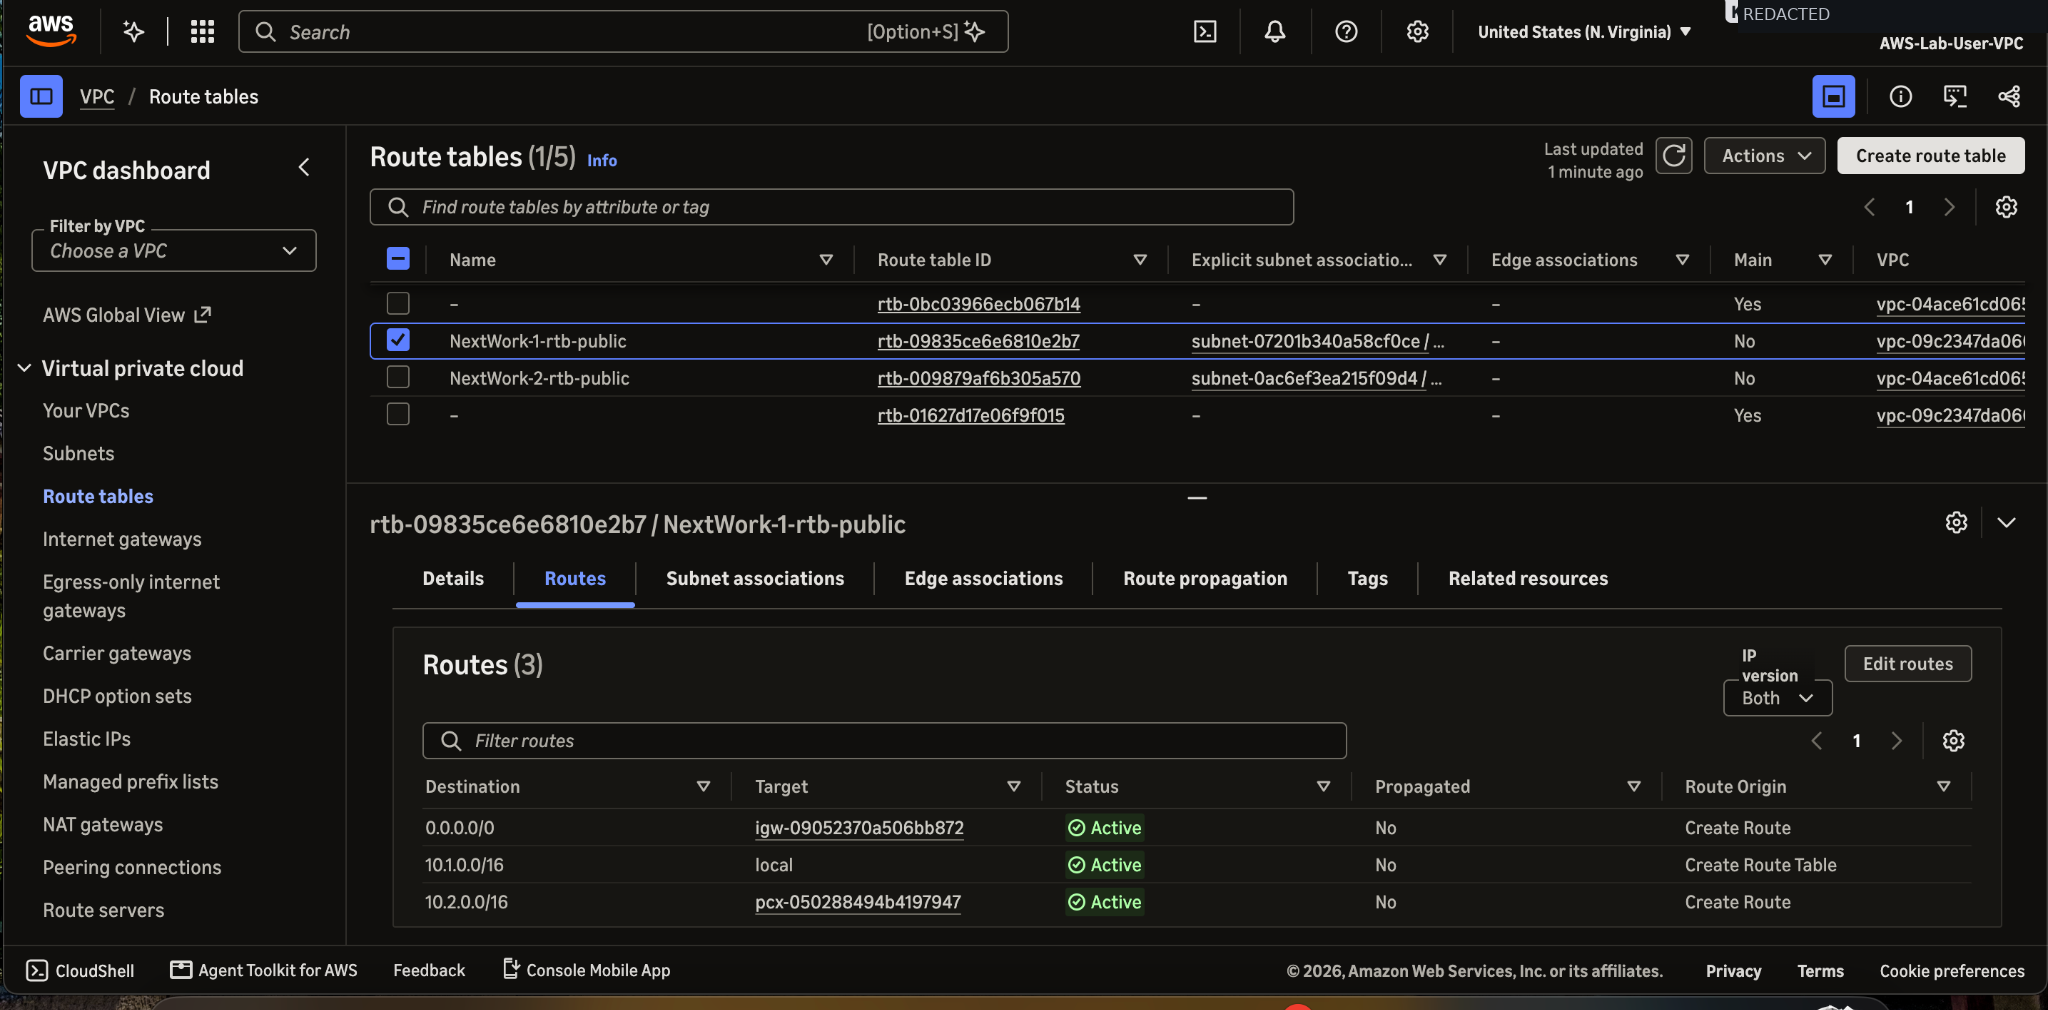 aws
Search
[Option+S]
United States (N. Virginia)
REDACTED
AWS-Lab-User-VPC
VPC / Route tables
VPC dashboard
Filter by VPC
Choose a VPC
AWS Global View
Virtual private cloud
Your VPCs
Subnets
Route tables
Internet gateways
Egress-only internet
gateways
Carrier gateways
DHCP option sets
Elastic IPs
Managed prefix lists
NAT gateways
Peering connections
Route servers
Route tables (1/5) Info
Last updated
1 minute ago
Actions
Create route table
Find route tables by attribute or tag
1
Name Route table ID Explicit subnet associatio... Edge associations Main VPC
– rtb-0bc03966ecb067b14 – – Yes vpc-04ace61cd065
NextWork-1-rtb-public rtb-09835ce6e6810e2b7 subnet-07201b340a58cf0ce / ... – No vpc-09c2347da060
NextWork-2-rtb-public rtb-009879af6b305a570 subnet-0ac6ef3ea215f09d4 / ... – No vpc-04ace61cd065
– rtb-01627d17e06f9f015 – – Yes vpc-09c2347da060
rtb-09835ce6e6810e2b7 / NextWork-1-rtb-public
Details Routes Subnet associations Edge associations Route propagation Tags Related resources
Routes (3)
IP
version
Both
Edit routes
Filter routes
1
Destination Target Status Propagated Route Origin
0.0.0.0/0 igw-09052370a506bb872 Active No Create Route
10.1.0.0/16 local Active No Create Route Table
10.2.0.0/16 pcx-050288494b4197947 Active No Create Route
CloudShell Agent Toolkit for AWS Feedback Console Mobile App © 2026, Amazon Web Services, Inc. or its affiliates. Privacy Terms Cookie preferences